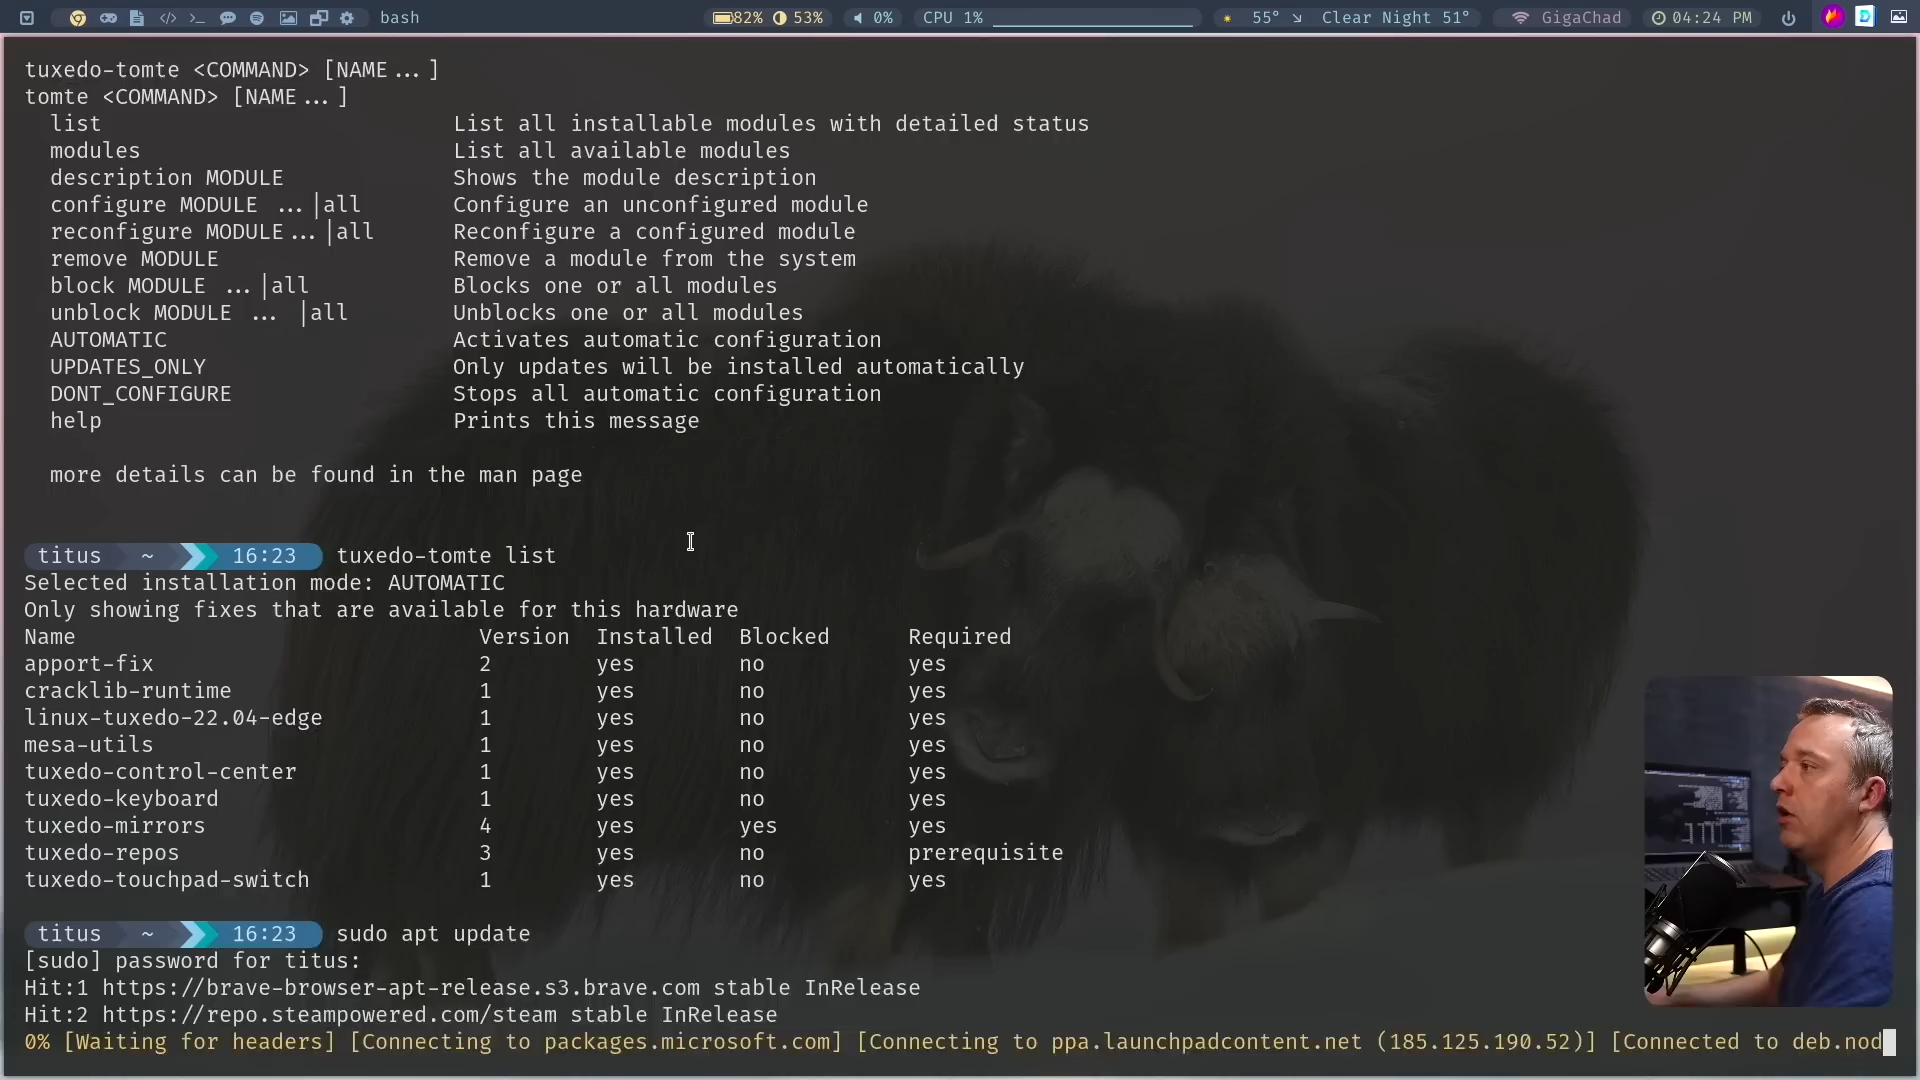 bash 82% 53% 0% CPU 1% 55° ↘ Clear Night 51° GigaChad 04:24 PM
tuxedo-tomte <COMMAND> [NAME...]
tomte <COMMAND> [NAME...]
list List all installable modules with detailed status
modules List all available modules
description MODULE Shows the module description
configure MODULE ...|all Configure an unconfigured module
reconfigure MODULE...|all Reconfigure a configured module
remove MODULE Remove a module from the system
block MODULE ...|all Blocks one or all modules
unblock MODULE ... |all Unblocks one or all modules
AUTOMATIC Activates automatic configuration
UPDATES_ONLY Only updates will be installed automatically
DONT_CONFIGURE Stops all automatic configuration
help Prints this message
more details can be found in the man page
titus ~ 16:23 tuxedo-tomte list
Selected installation mode: AUTOMATIC
Only showing fixes that are available for this hardware
Name Version Installed Blocked Required
apport-fix 2 yes no yes
cracklib-runtime 1 yes no yes
linux-tuxedo-22.04-edge 1 yes no yes
mesa-utils 1 yes no yes
tuxedo-control-center 1 yes no yes
tuxedo-keyboard 1 yes no yes
tuxedo-mirrors 4 yes yes yes
tuxedo-repos 3 yes no prerequisite
tuxedo-touchpad-switch 1 yes no yes
titus ~ 16:23 sudo apt update
[sudo] password for titus:
Hit:1 https://brave-browser-apt-release.s3.brave.com stable InRelease
Hit:2 https://repo.steampowered.com/steam stable InRelease
0% [Waiting for headers] [Connecting to packages.microsoft.com] [Connecting to ppa.launchpadcontent.net (185.125.190.52)] [Connected to deb.nod